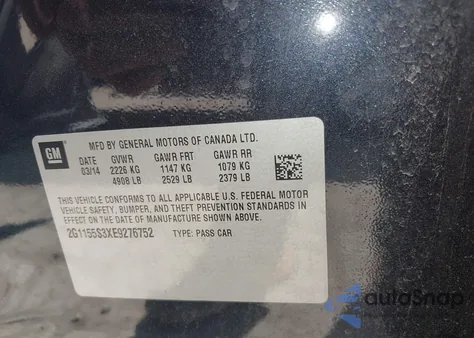 GM
MFD BY GENERAL MOTORS OF CANADA LTD.
DATE GVWR GAWR FRT GAWR RR
03/14 2226 KG 1147 KG 1079 KG
4908 LB 2529 LB 2379 LB
THIS VEHICLE CONFORMS TO ALL APPLICABLE U.S. FEDERAL MOTOR
VEHICLE SAFETY, BUMPER, AND THEFT PREVENTION STANDARDS IN
EFFECT ON THE DATE OF MANUFACTURE SHOWN ABOVE.
2G1155S3XE9276752 TYPE: PASS CAR
autoSnap